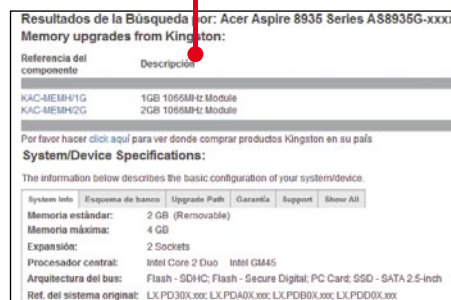 Resultados de la Búsqueda por: Acer Aspire 8935 Series AS8935G-xxxx
Memory upgrades from Kingston:
Referencia del componente Descripción
KAC-MEMH/1G 1GB 1066MHz Module
KAC-MEMH/2G 2GB 1066MHz Module
Por favor hacer click aquí para ver donde comprar productos Kingston en su país
System/Device Specifications:
The information below describes the basic configuration of your system/device.
System Info Esquema de banco Upgrade Path Garantía Support Show All
Memoria estándar: 2 GB (Removable)
Memoria máxima: 4 GB
Expansión: 2 Sockets
Procesador central: Intel Core 2 Duo Intel GM45
Arquitectura del bus: Flash - SDHC; Flash - Secure Digital; PC Card; SSD - SATA 2.5-inch
Ref. del sistema original: LX.PD30X.xxx; LX.PDA0X.xxx; LX.PDB0X.xxx; LX.PDD0X.xxx